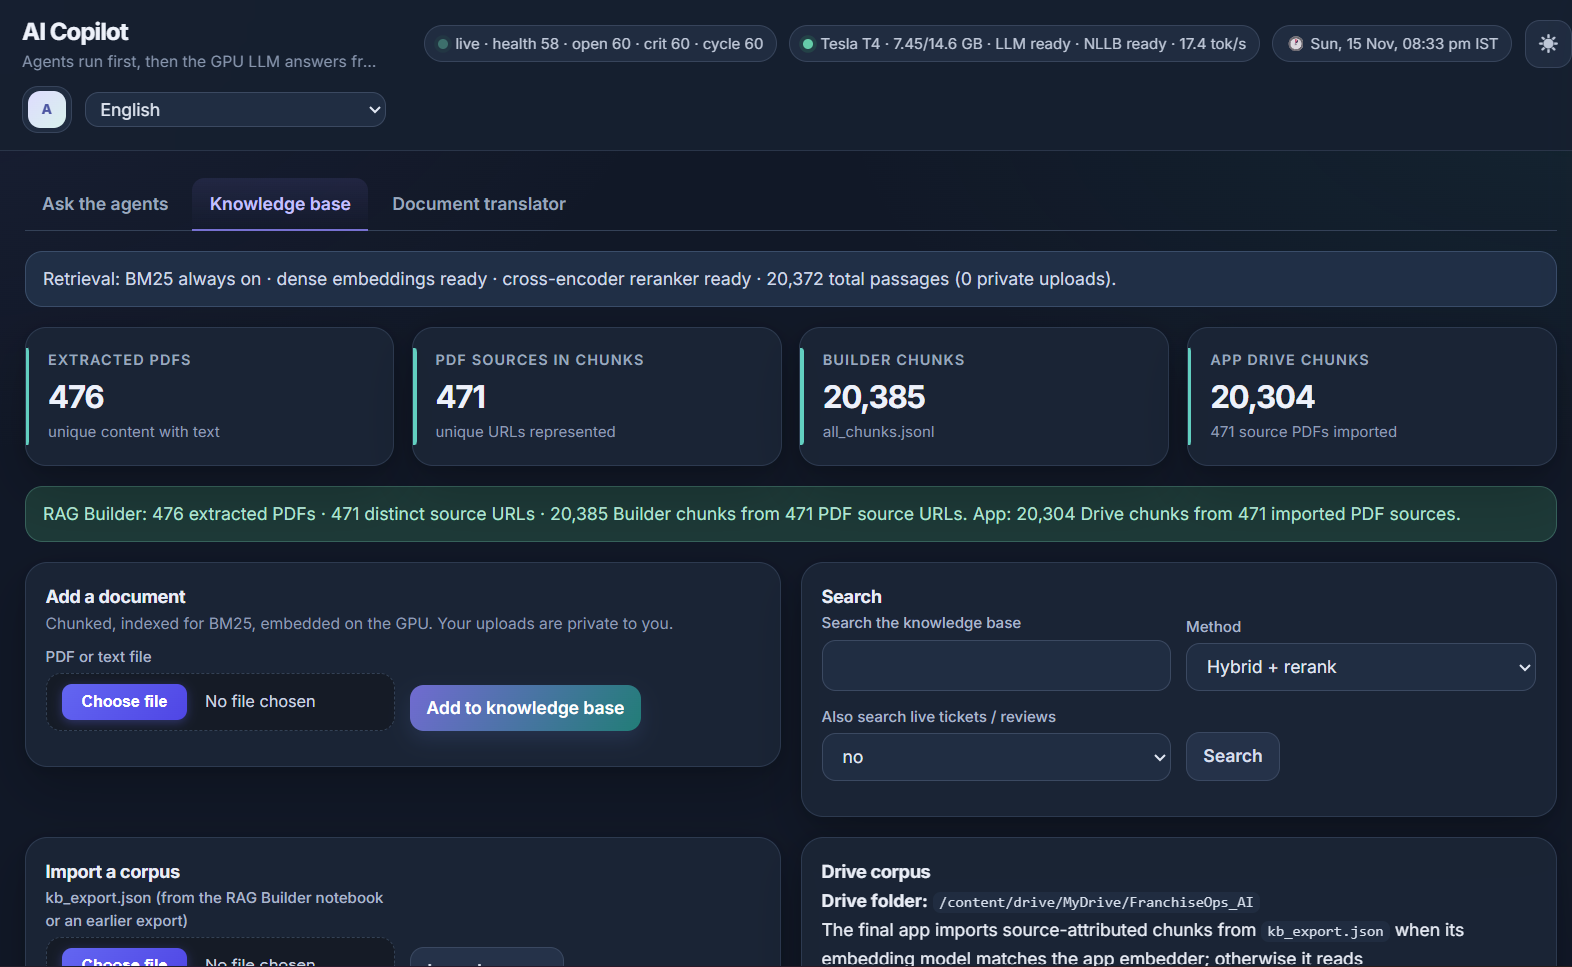 AI Copilot
Agents run first, then the GPU LLM answers fr...
live · health 58 · open 60 · crit 60 · cycle 60
Tesla T4 · 7.45/14.6 GB · LLM ready · NLLB ready · 17.4 tok/s
Sun, 15 Nov, 08:33 pm IST
A
English
Ask the agents
Knowledge base
Document translator
Retrieval: BM25 always on · dense embeddings ready · cross-encoder reranker ready · 20,372 total passages (0 private uploads).
EXTRACTED PDFS
476
unique content with text
PDF SOURCES IN CHUNKS
471
unique URLs represented
BUILDER CHUNKS
20,385
all_chunks.jsonl
APP DRIVE CHUNKS
20,304
471 source PDFs imported
RAG Builder: 476 extracted PDFs · 471 distinct source URLs · 20,385 Builder chunks from 471 PDF source URLs. App: 20,304 Drive chunks from 471 imported PDF sources.
Add a document
Chunked, indexed for BM25, embedded on the GPU. Your uploads are private to you.
PDF or text file
Choose file
No file chosen
Add to knowledge base
Search
Search the knowledge base
Method
Hybrid + rerank
Also search live tickets / reviews
no
Search
Import a corpus
kb_export.json (from the RAG Builder notebook
or an earlier export)
Choose file
No file chosen
Drive corpus
Drive folder: /content/drive/MyDrive/FranchiseOps_AI
The final app imports source-attributed chunks from kb_export.json when its
embedding model matches the app embedder; otherwise it reads